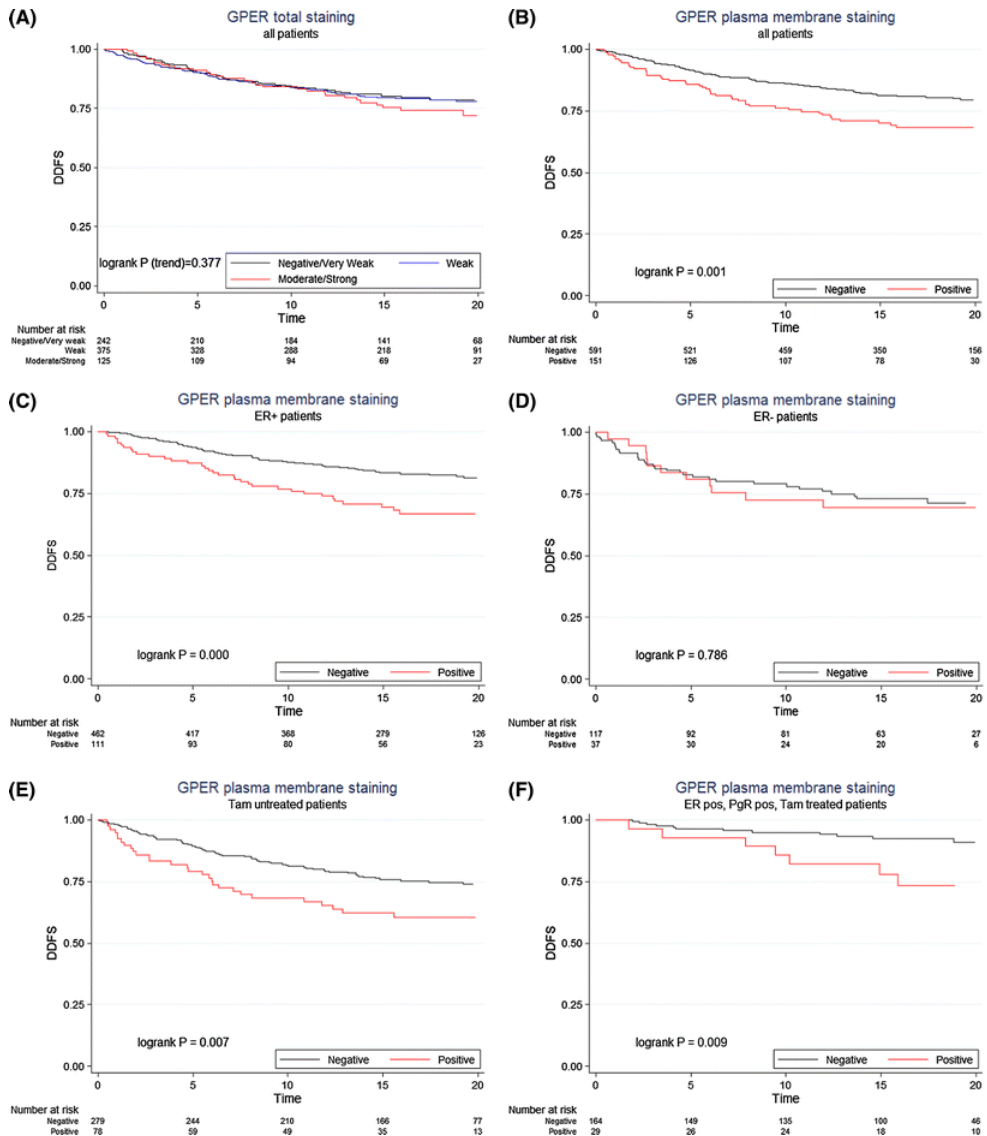 (A)
GPER total staining
all patients
1.00
0.75
0.50
0.25
0.00
DDFS
logrank P (trend)=0.377
Negative/Very Weak
Weak
Moderate/Strong
0 5 10 15 20
Time
Number at risk
Negative/Very weak 242 210 184 141 68
Weak 375 328 288 218 91
Moderate/Strong 125 109 94 69 27
(B)
GPER plasma membrane staining
all patients
1.00
0.75
0.50
0.25
0.00
DDFS
logrank P = 0.001
Negative Positive
0 5 10 15 20
Time
Number at risk
Negative 591 521 459 350 156
Positive 151 126 107 78 30
(C)
GPER plasma membrane staining
ER+ patients
1.00
0.75
0.50
0.25
0.00
DDFS
logrank P = 0.000
Negative Positive
0 5 10 15 20
Time
Number at risk
Negative 462 417 368 279 126
Positive 111 93 80 56 23
(D)
GPER plasma membrane staining
ER- patients
1.00
0.75
0.50
0.25
0.00
DDFS
logrank P = 0.786
Negative Positive
0 5 10 15 20
Time
Number at risk
Negative 117 92 81 63 27
Positive 37 30 24 20 6
(E)
GPER plasma membrane staining
Tam untreated patients
1.00
0.75
0.50
0.25
0.00
DDFS
logrank P = 0.007
Negative Positive
0 5 10 15 20
Time
Number at risk
Negative 279 244 210 166 77
Positive 78 59 49 35 13
(F)
GPER plasma membrane staining
ER pos, PgR pos, Tam treated patients
1.00
0.75
0.50
0.25
0.00
DDFS
logrank P = 0.009
Negative Positive
0 5 10 15 20
Time
Number at risk
Negative 164 149 135 100 46
Positive 29 26 24 18 10